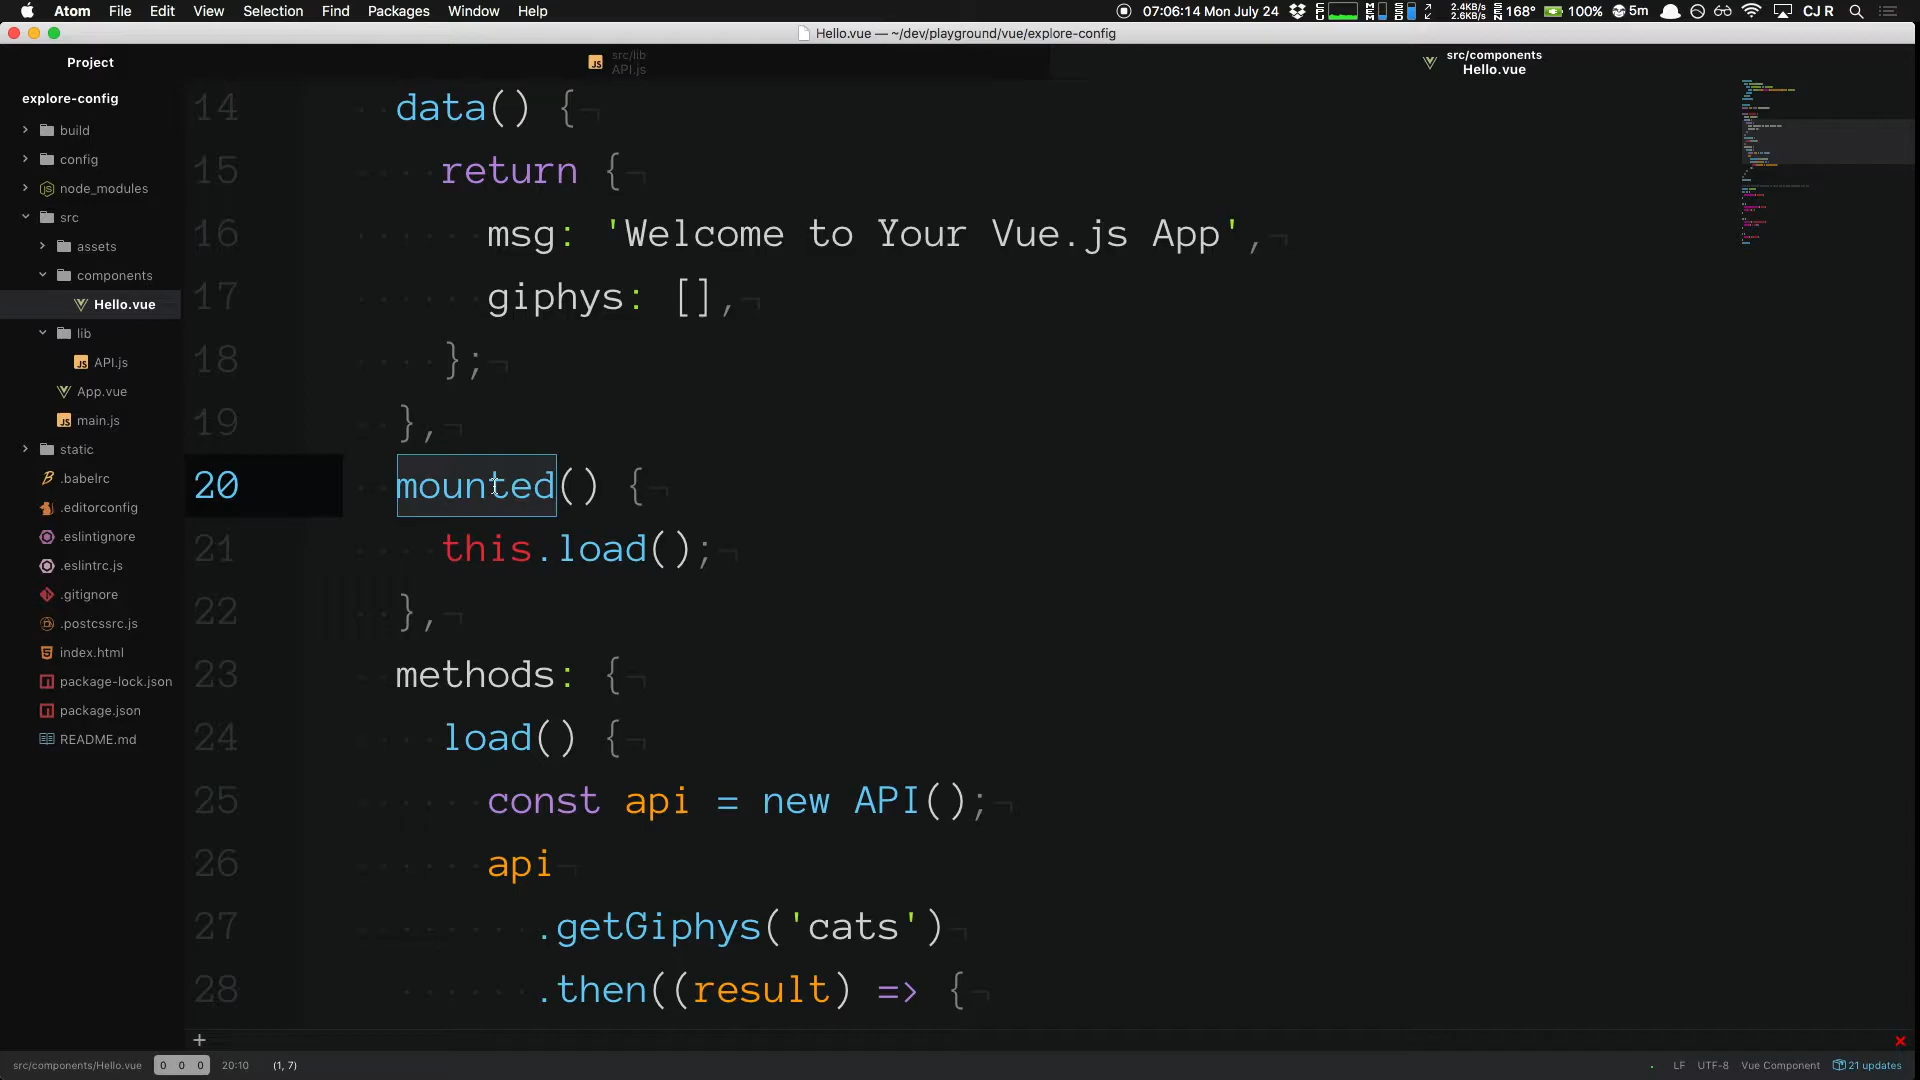 Atom File Edit View Selection Find Packages Window Help
07:06:14 Mon July 24
2.4KB/s
2.6KB/s
168° 100% 5m CJ R
Hello.vue — ~/dev/playground/vue/explore-config
Project
src/lib
API.js
src/components
Hello.vue
explore-config
build
config
node_modules
src
assets
components
Hello.vue
lib
API.js
App.vue
main.js
static
.babelrc
.editorconfig
.eslintignore
.eslintrc.js
.gitignore
.postcssrc.js
index.html
package-lock.json
package.json
README.md
14 data() {
15 return {
16 msg: 'Welcome to Your Vue.js App',
17 giphys: [],
18 };
19 },
20 mounted() {
21 this.load();
22 },
23 methods: {
24 load() {
25 const api = new API();
26 api
27 .getGiphys('cats')
28 .then((result) => {
src/components/Hello.vue 0 0 0 20:10 (1, 7)
LF UTF-8 Vue Component 21 updates